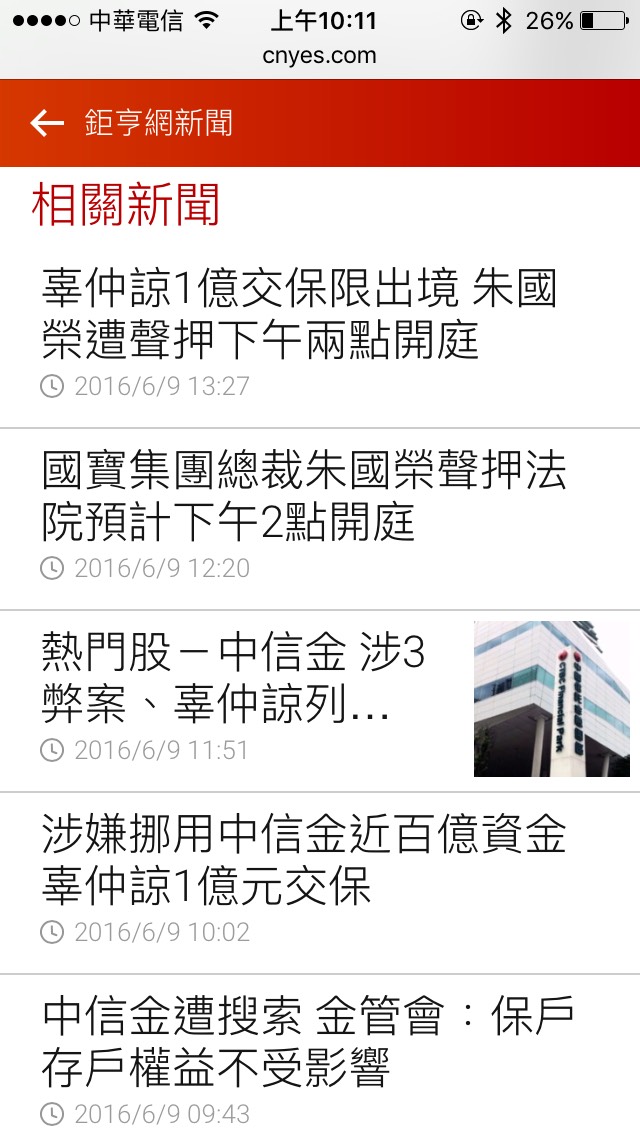 中華電信 上午10:11 26%
cnyes.com
鉅亨網新聞
相關新聞
辜仲諒1億交保限出境 朱國
榮遭聲押下午兩點開庭
2016/6/9 13:27
國寶集團總裁朱國榮聲押法
院預計下午2點開庭
2016/6/9 12:20
熱門股－中信金 涉3
弊案、辜仲諒列...
2016/6/9 11:51
CTBC Financial Park
涉嫌挪用中信金近百億資金
辜仲諒1億元交保
2016/6/9 10:02
中信金遭搜索 金管會：保戶
存戶權益不受影響
2016/6/9 09:43